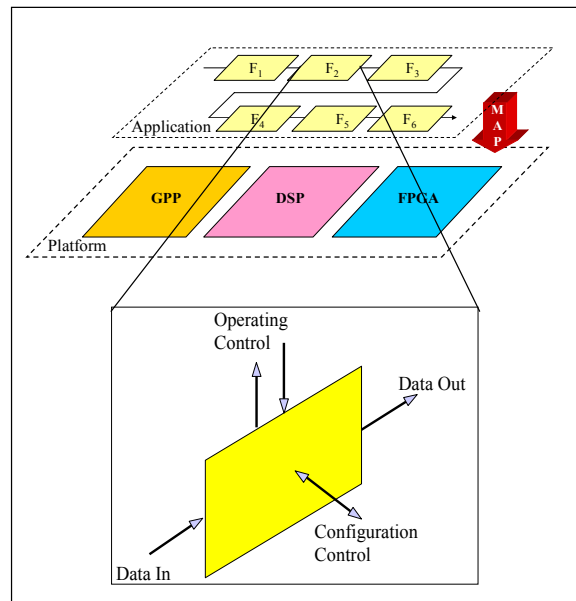 F1 F2 F3
F4 F5 F6
Application
MAP
GPP DSP FPGA
Platform
Operating
Control
Data Out
Configuration
Control
Data In